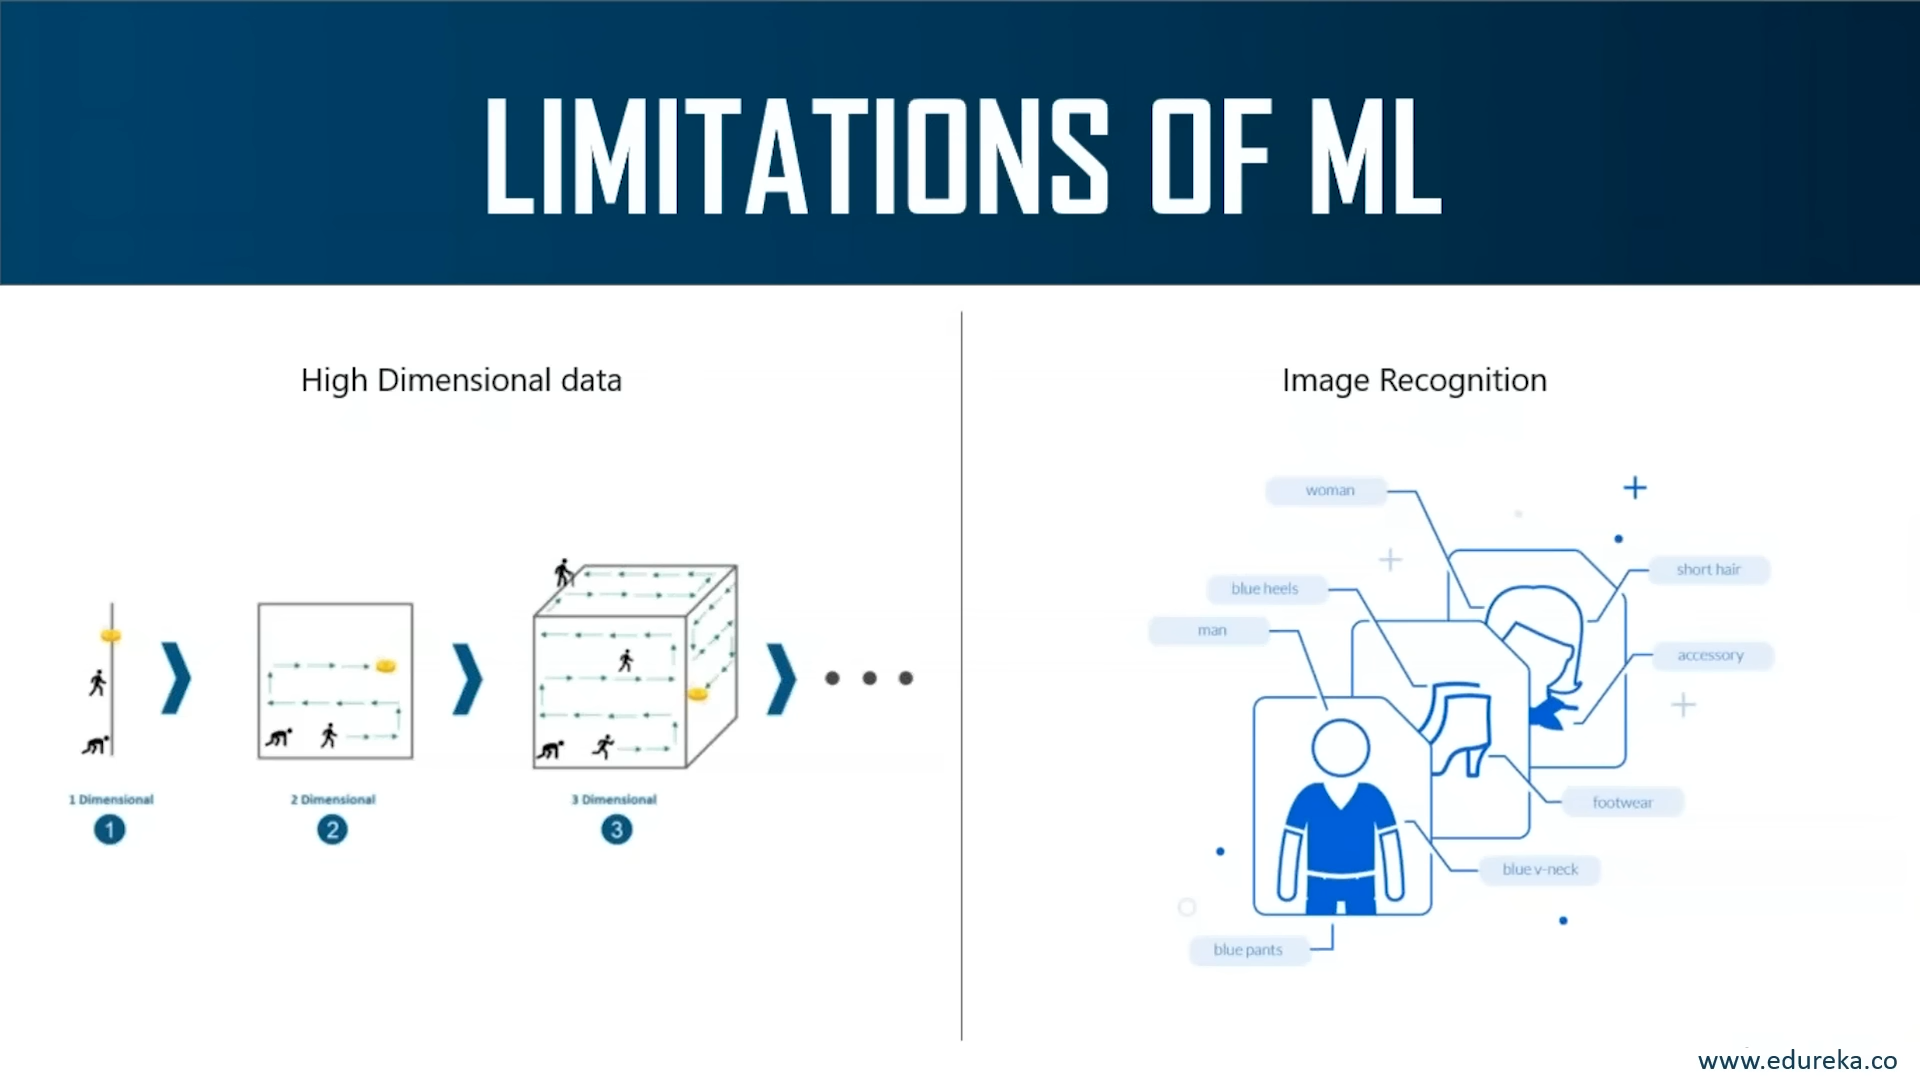 LIMITATIONS OF ML
High Dimensional data
1 Dimensional
1
2 Dimensional
2
3 Dimensional
3
Image Recognition
woman
short hair
blue heels
man
accessory
footwear
blue v-neck
blue pants
www.edureka.co